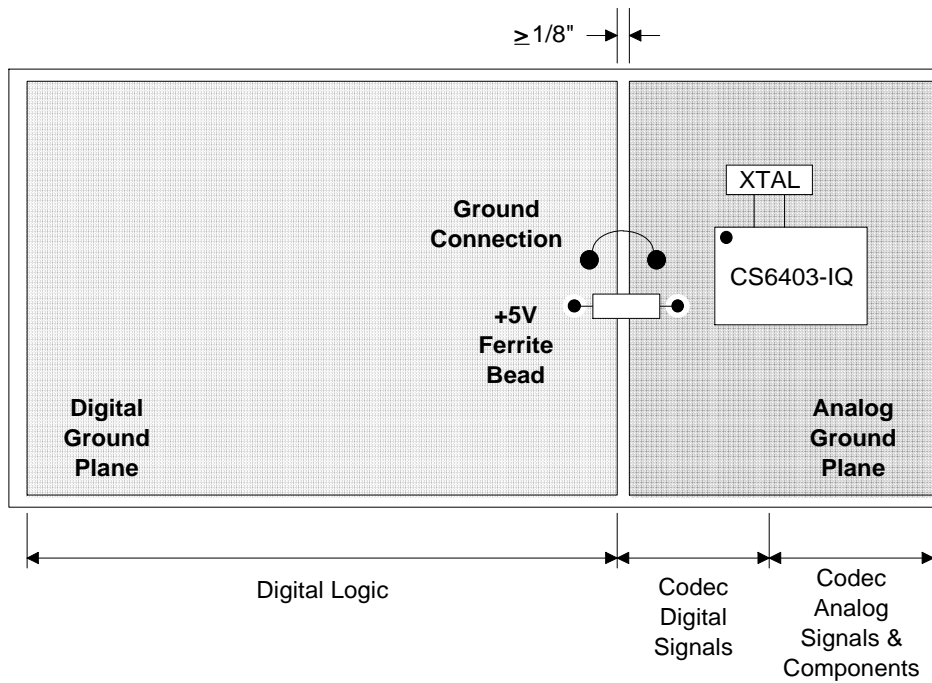 ≥1/8"
XTAL
CS6403-IQ
Ground
Connection
+5V
Ferrite
Bead
Digital
Ground
Plane
Analog
Ground
Plane
Digital Logic
Codec
Digital
Signals
Codec
Analog
Signals &
Components